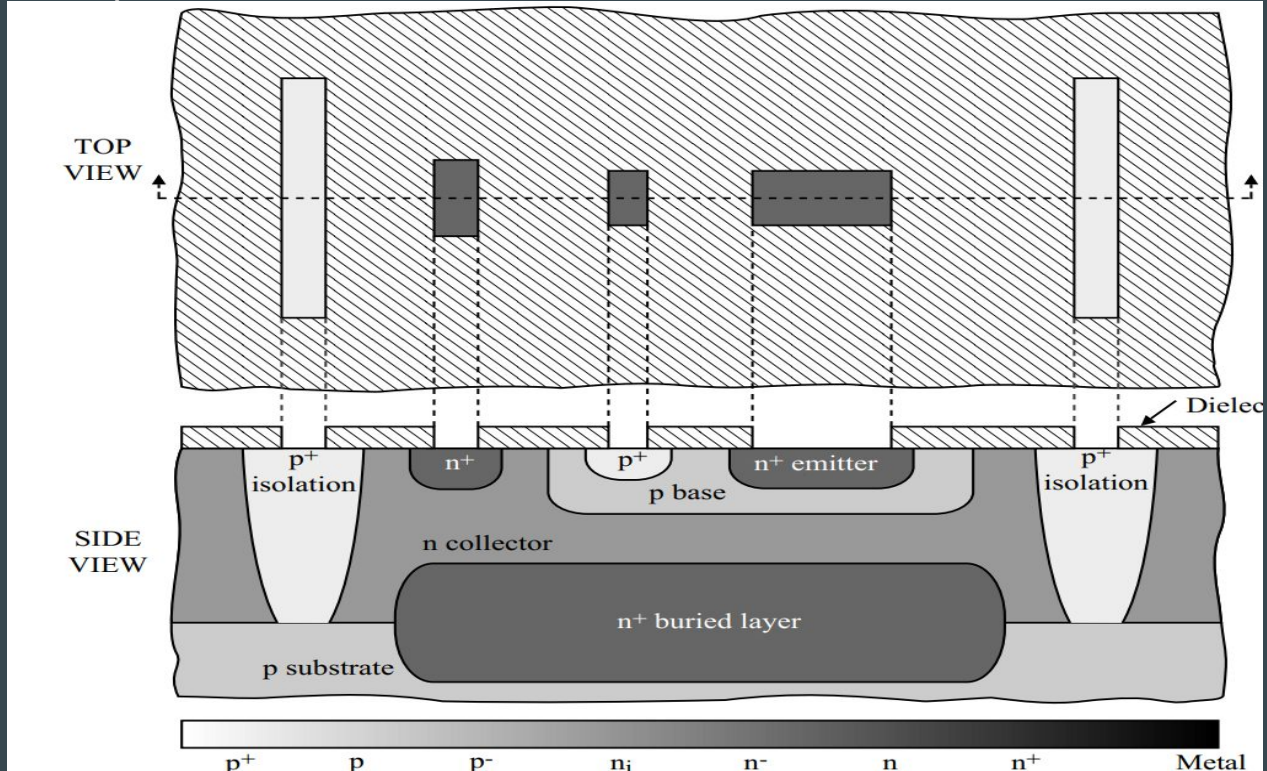 TOP
VIEW
Dielec
p+
isolation
n+
p+
n+ emitter
p+
isolation
p base
SIDE
VIEW
n collector
n+ buried layer
p substrate
p+ p p- ni n- n n+ Metal